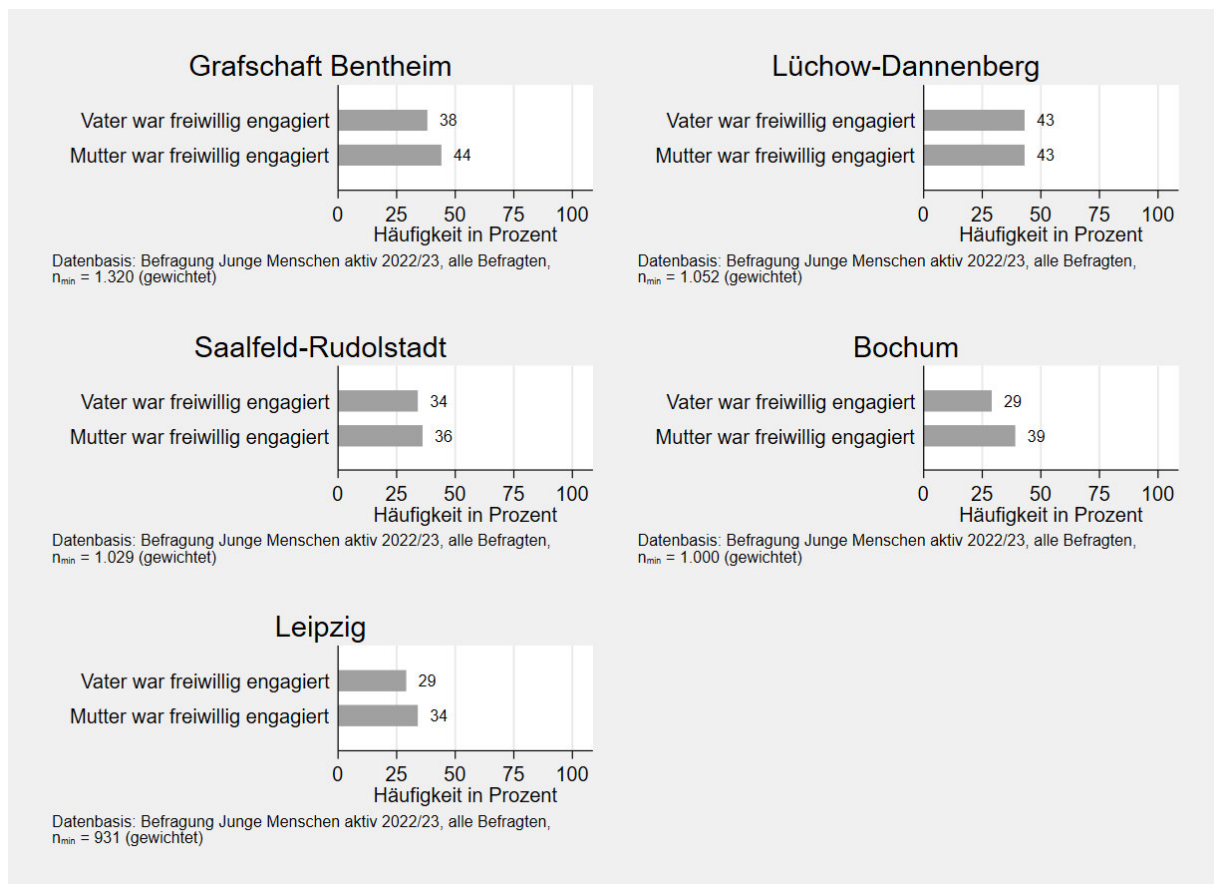 Grafschaft Bentheim
Vater war freiwillig engagiert 38
Mutter war freiwillig engagiert 44
0 25 50 75 100
Häufigkeit in Prozent
Datenbasis: Befragung Junge Menschen aktiv 2022/23, alle Befragten,
nmin = 1.320 (gewichtet)
Lüchow-Dannenberg
Vater war freiwillig engagiert 43
Mutter war freiwillig engagiert 43
0 25 50 75 100
Häufigkeit in Prozent
Datenbasis: Befragung Junge Menschen aktiv 2022/23, alle Befragten,
nmin = 1.052 (gewichtet)
Saalfeld-Rudolstadt
Vater war freiwillig engagiert 34
Mutter war freiwillig engagiert 36
0 25 50 75 100
Häufigkeit in Prozent
Datenbasis: Befragung Junge Menschen aktiv 2022/23, alle Befragten,
nmin = 1.029 (gewichtet)
Bochum
Vater war freiwillig engagiert 29
Mutter war freiwillig engagiert 39
0 25 50 75 100
Häufigkeit in Prozent
Datenbasis: Befragung Junge Menschen aktiv 2022/23, alle Befragten,
nmin = 1.000 (gewichtet)
Leipzig
Vater war freiwillig engagiert 29
Mutter war freiwillig engagiert 34
0 25 50 75 100
Häufigkeit in Prozent
Datenbasis: Befragung Junge Menschen aktiv 2022/23, alle Befragten,
nmin = 931 (gewichtet)